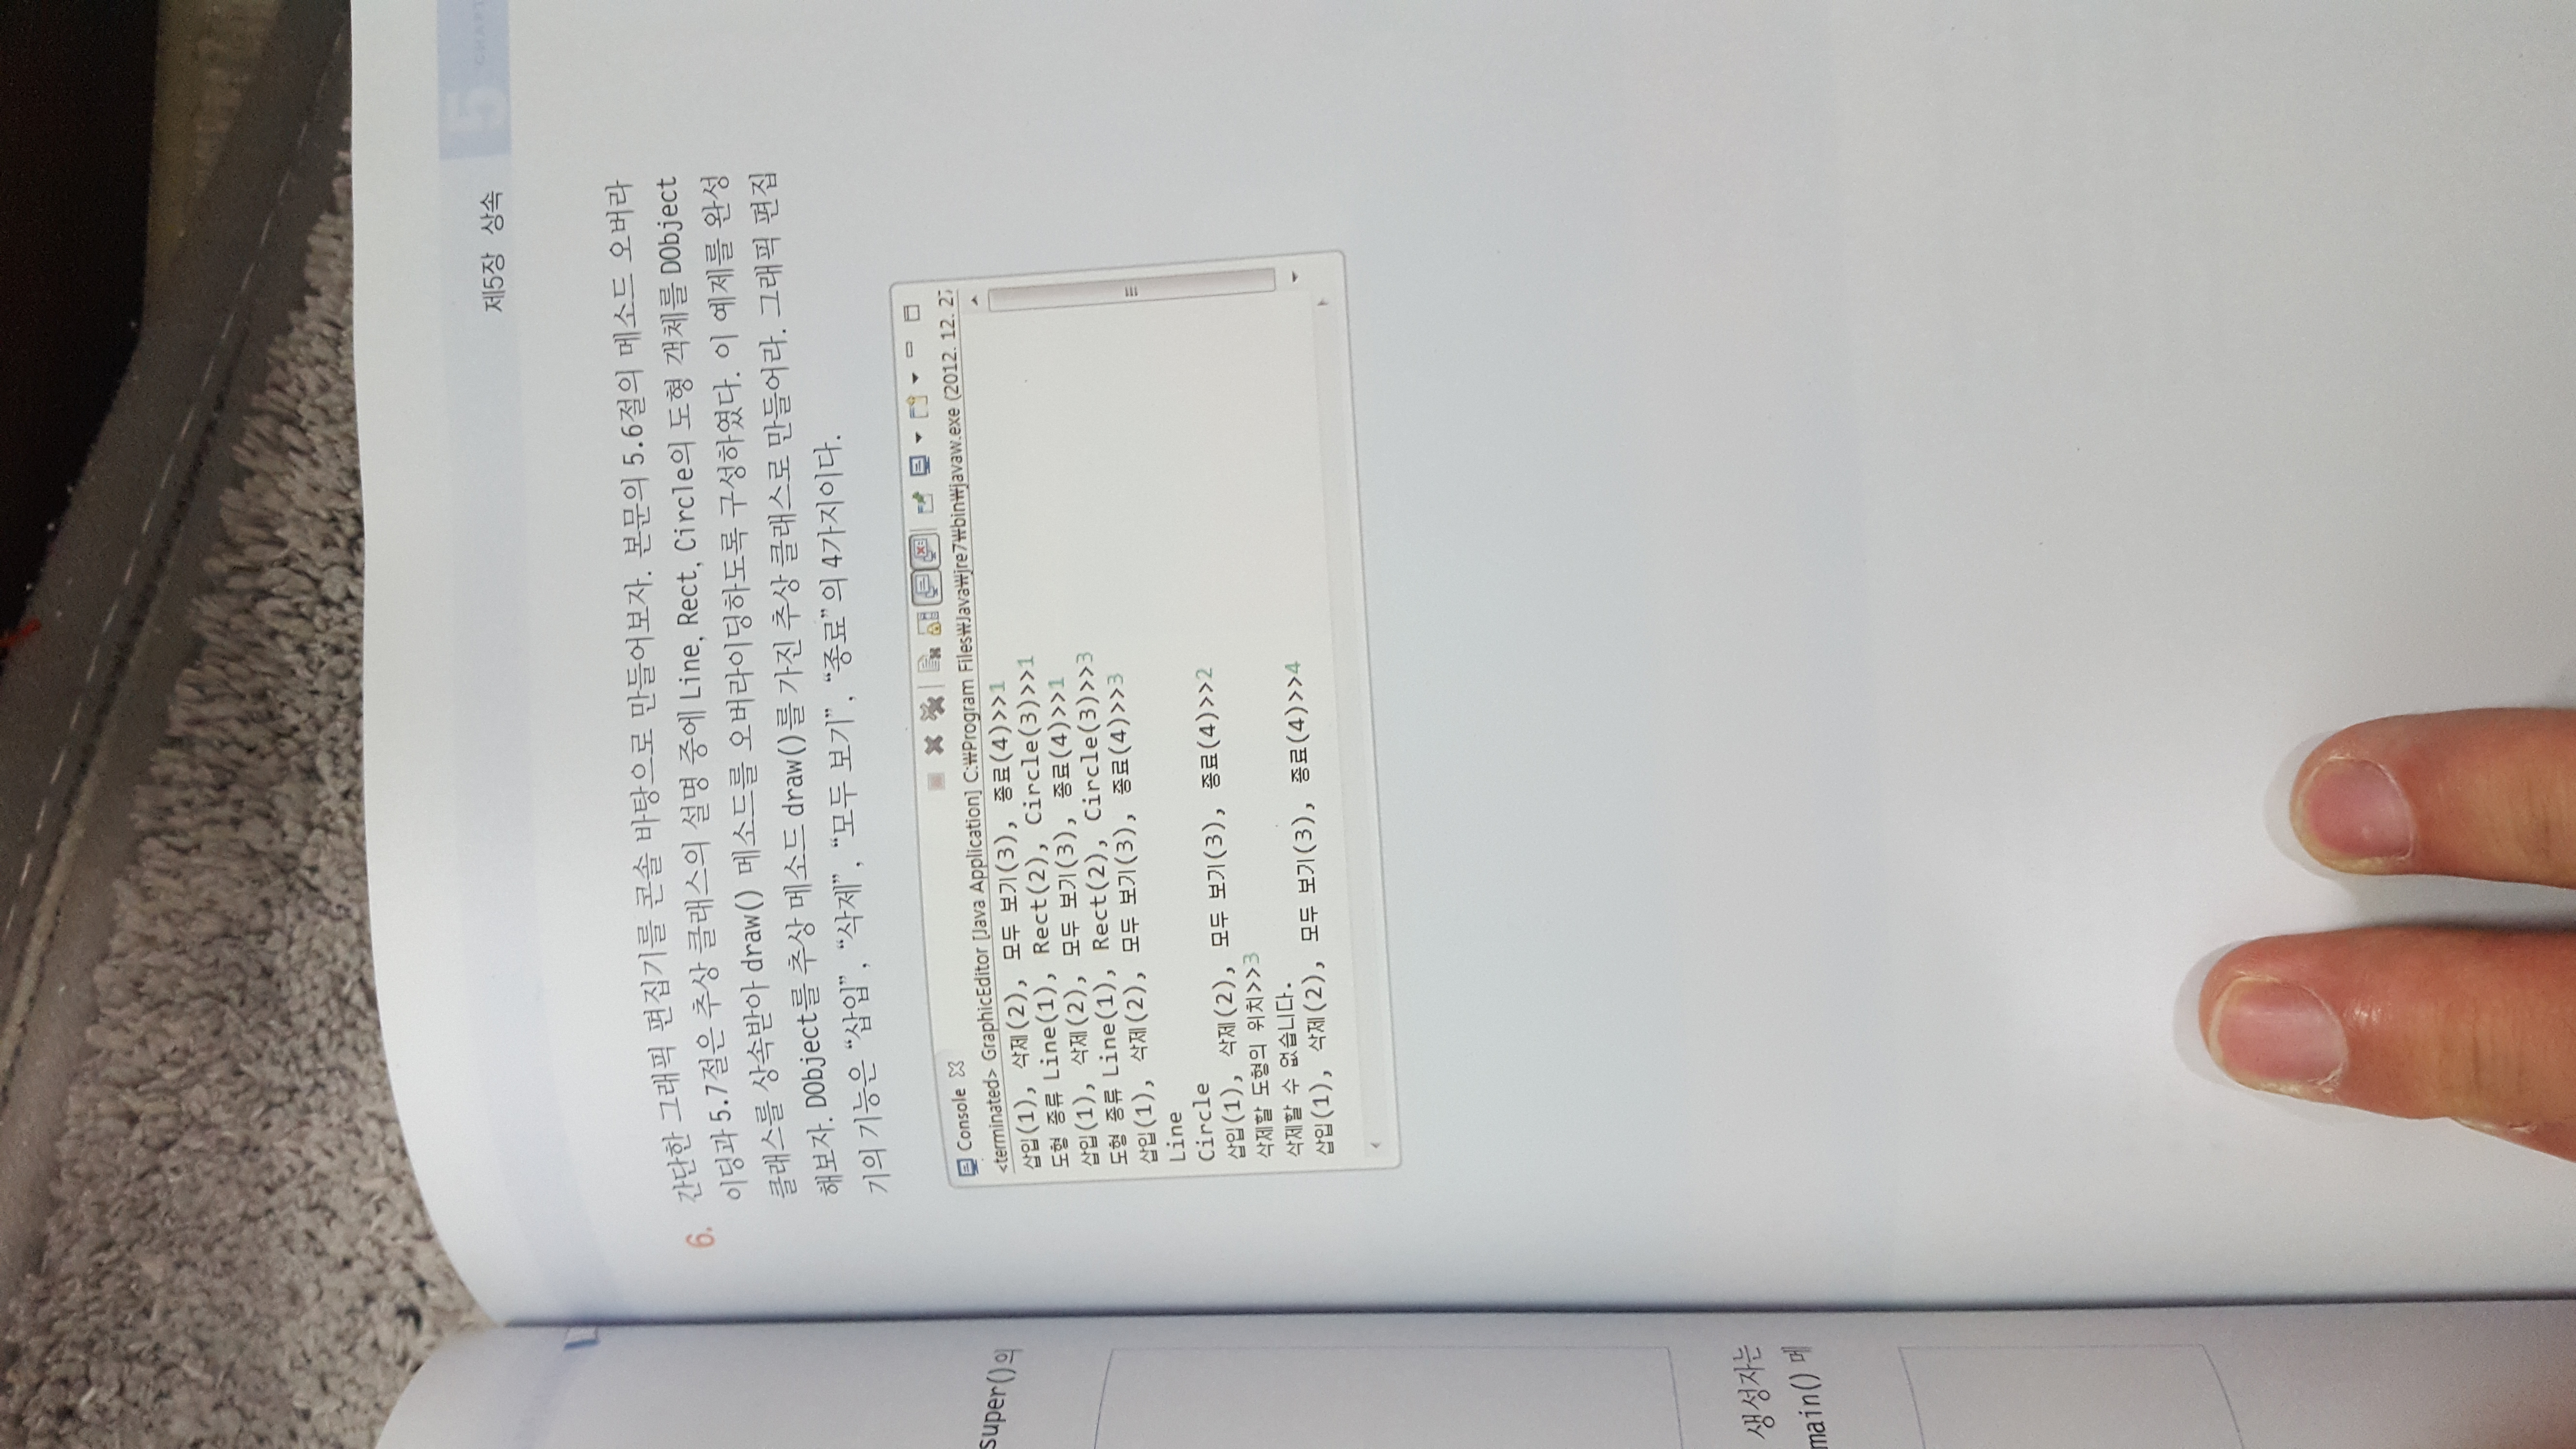 super()의
생성자는
main() 메
제5장 상속
5
6. 간단한 그래픽 편집기를 콘솔 바탕으로 만들어보자. 본문의 5.6절의 메소드 오버라
이딩과 5.7절은 추상 클래스의 설명 중에 Line, Rect, Circle의 도형 객체를 DObject
클래스를 상속받아 draw() 메소드를 오버라이딩하도록 구성하였다. 이 예제를 완성
해보자. DObject를 추상 메소드 draw()를 가진 추상 클래스로 만들어라. 그래픽 편집
기의 기능은 “삽입”, “삭제”, “모두 보기”, “종료”의 4가지이다.
Console
<terminated> GraphicEditor [Java Application] C:₩Program Files₩Java₩jre7₩bin₩javaw.exe (2012. 12. 27
삽입(1), 삭제(2), 모두 보기(3), 종료(4)>>1
도형 종류 Line(1), Rect(2), Circle(3)>>1
삽입(1), 삭제(2), 모두 보기(3), 종료(4)>>1
도형 종류 Line(1), Rect(2), Circle(3)>>3
삽입(1), 삭제(2), 모두 보기(3), 종료(4)>>3
Line
Circle
삽입(1), 삭제(2), 모두 보기(3), 종료(4)>>2
삭제할 도형의 위치>>3
삭제할 수 없습니다.
삽입(1), 삭제(2), 모두 보기(3), 종료(4)>>4